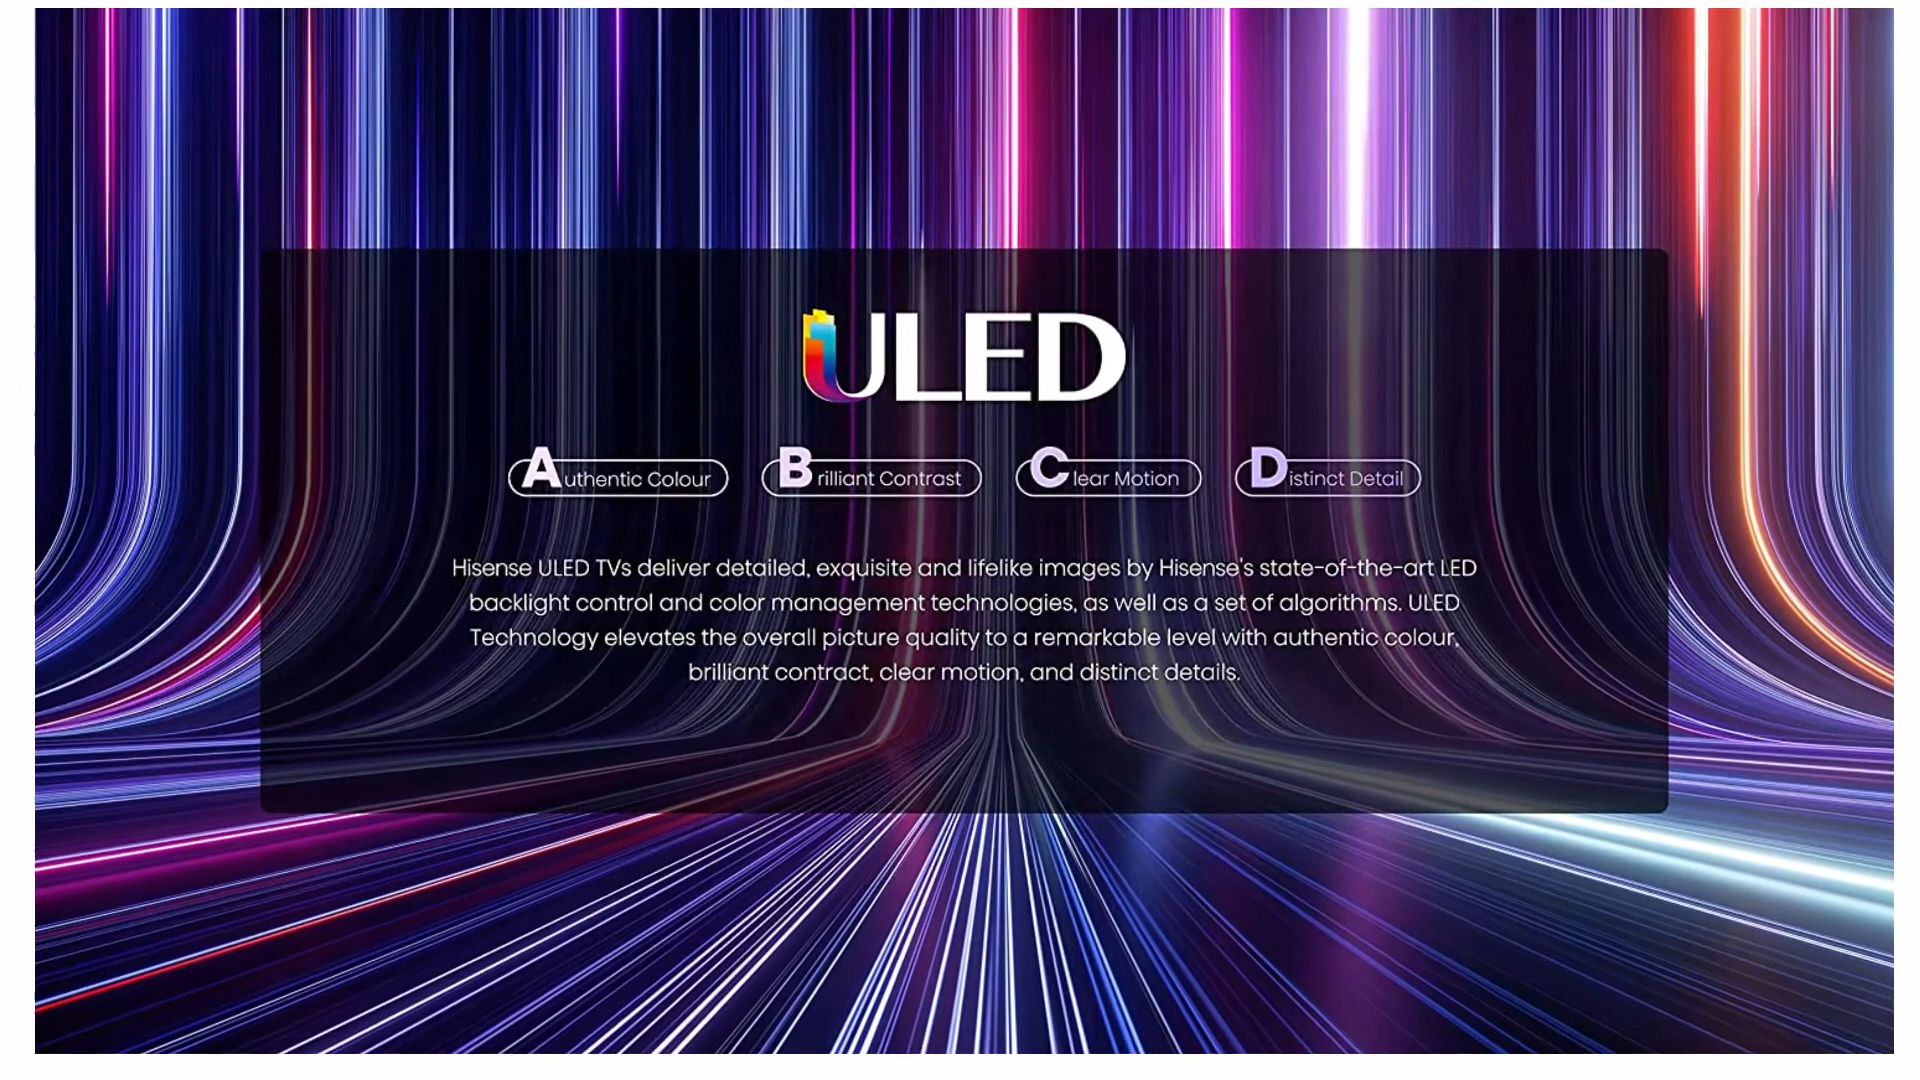 ULED
Authentic Colour Brilliant Contrast Clear Motion Distinct Detail
Hisense ULED TVs deliver detailed, exquisite and lifelike images by Hisense's state-of-the-art LED
backlight control and color management technologies, as well as a set of algorithms. ULED
Technology elevates the overall picture quality to a remarkable level with authentic colour,
brilliant contract, clear motion, and distinct details.